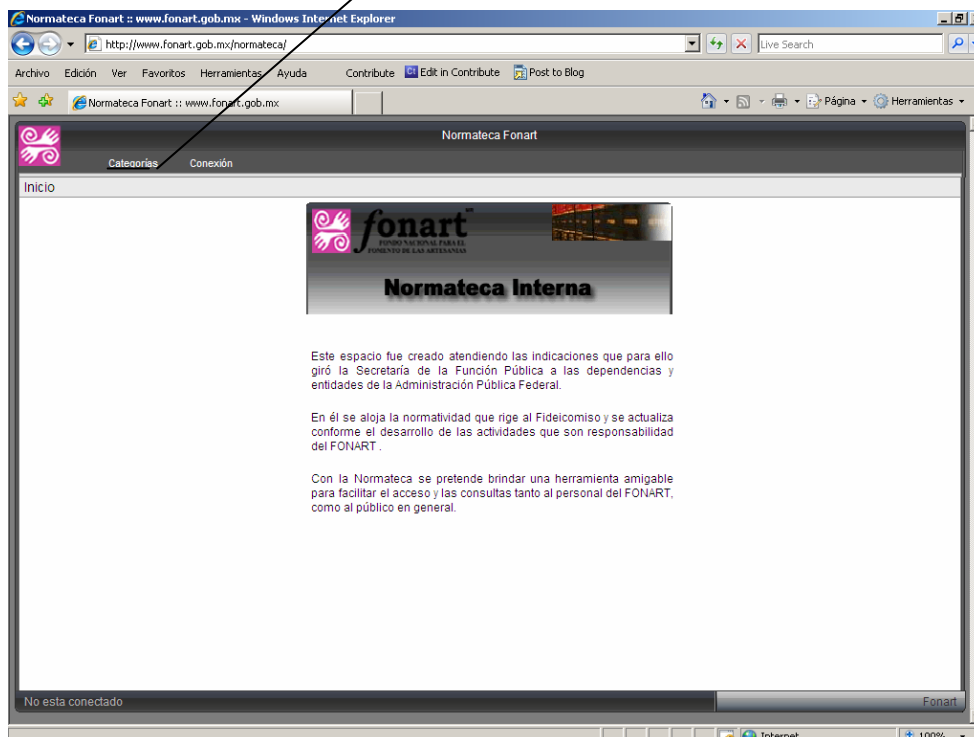 Normateca Fonart :: www.fonart.gob.mx - Windows Internet Explorer
http://www.fonart.gob.mx/normateca/
Live Search
Archivo Edición Ver Favoritos Herramientas Ayuda Contribute Edit in Contribute Post to Blog
Normateca Fonart :: www.fonart.gob.mx
Página Herramientas
Normateca Fonart
Categorías Conexión
Inicio
fonart
FONDO NACIONAL PARA EL
FOMENTO DE LAS ARTESANIAS
Normateca Interna
Este espacio fue creado atendiendo las indicaciones que para ello
giró la Secretaría de la Función Pública a las dependencias y
entidades de la Administración Pública Federal.
En él se aloja la normatividad que rige al Fideicomiso y se actualiza
conforme el desarrollo de las actividades que son responsabilidad
del FONART .
Con la Normateca se pretende brindar una herramienta amigable
para facilitar el acceso y las consultas tanto al personal del FONART,
como al público en general.
No esta conectado
Fonart
Internet
100%